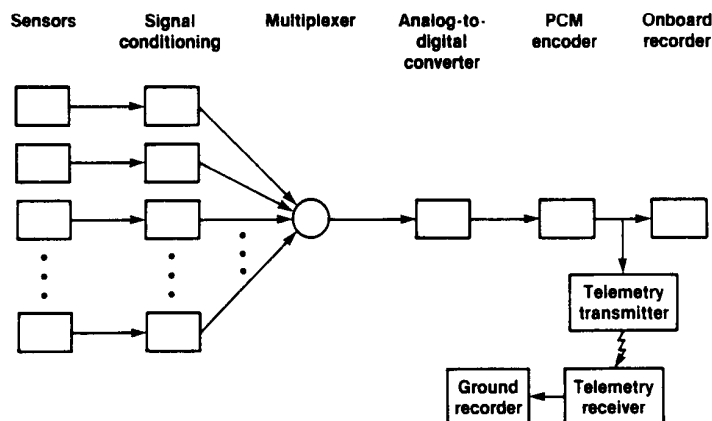 Sensors
Signal
conditioning
Multiplexer
Analog-to-
digital
converter
PCM
encoder
Onboard
recorder
Telemetry
transmitter
Ground
recorder
Telemetry
receiver